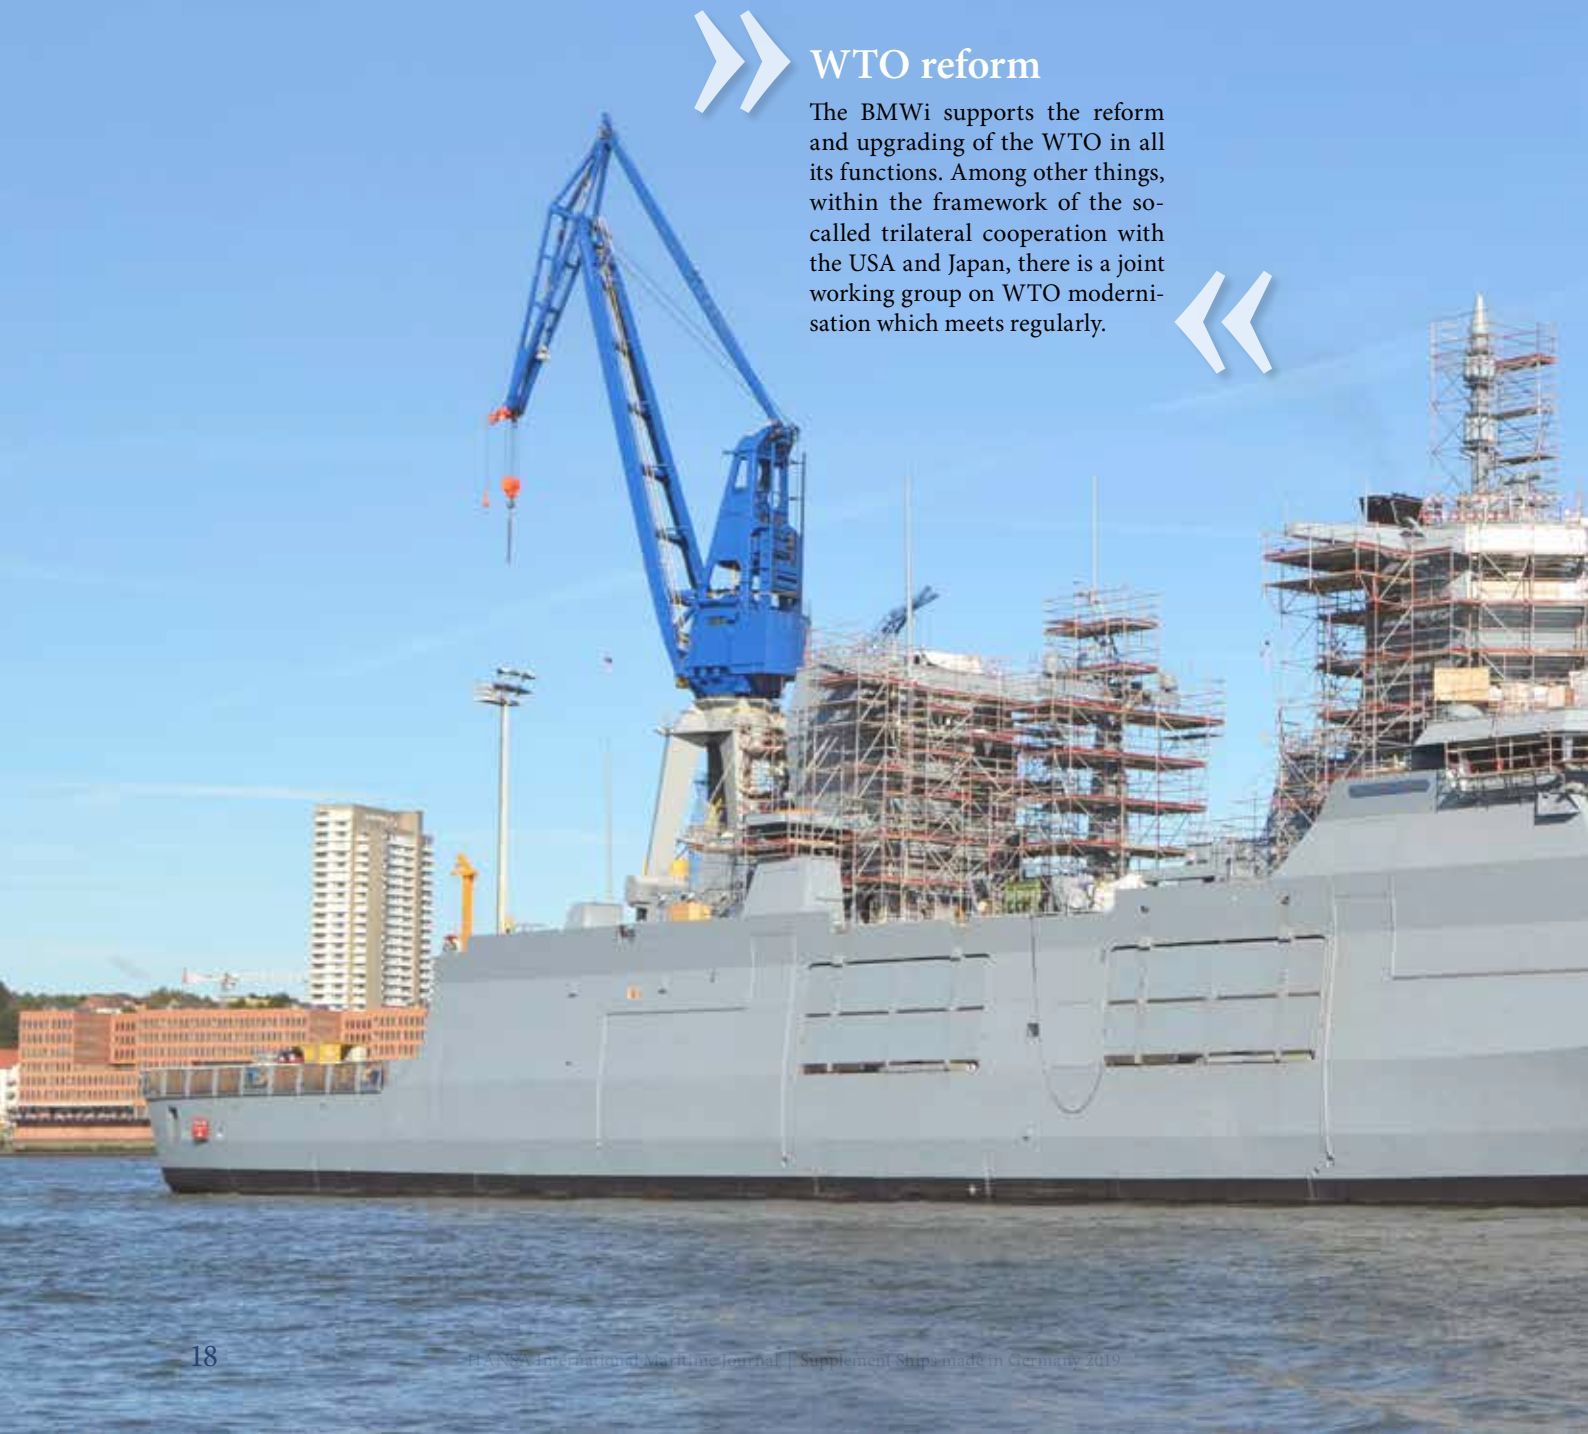 WTO reform
The BMWi supports the reform
and upgrading of the WTO in all
its functions. Among other things,
within the framework of the so-
called trilateral cooperation with
the USA and Japan, there is a joint
working group on WTO moderni-
sation which meets regularly.
18
HANSA International Maritime Journal | Supplement Ships made in Germany 2019